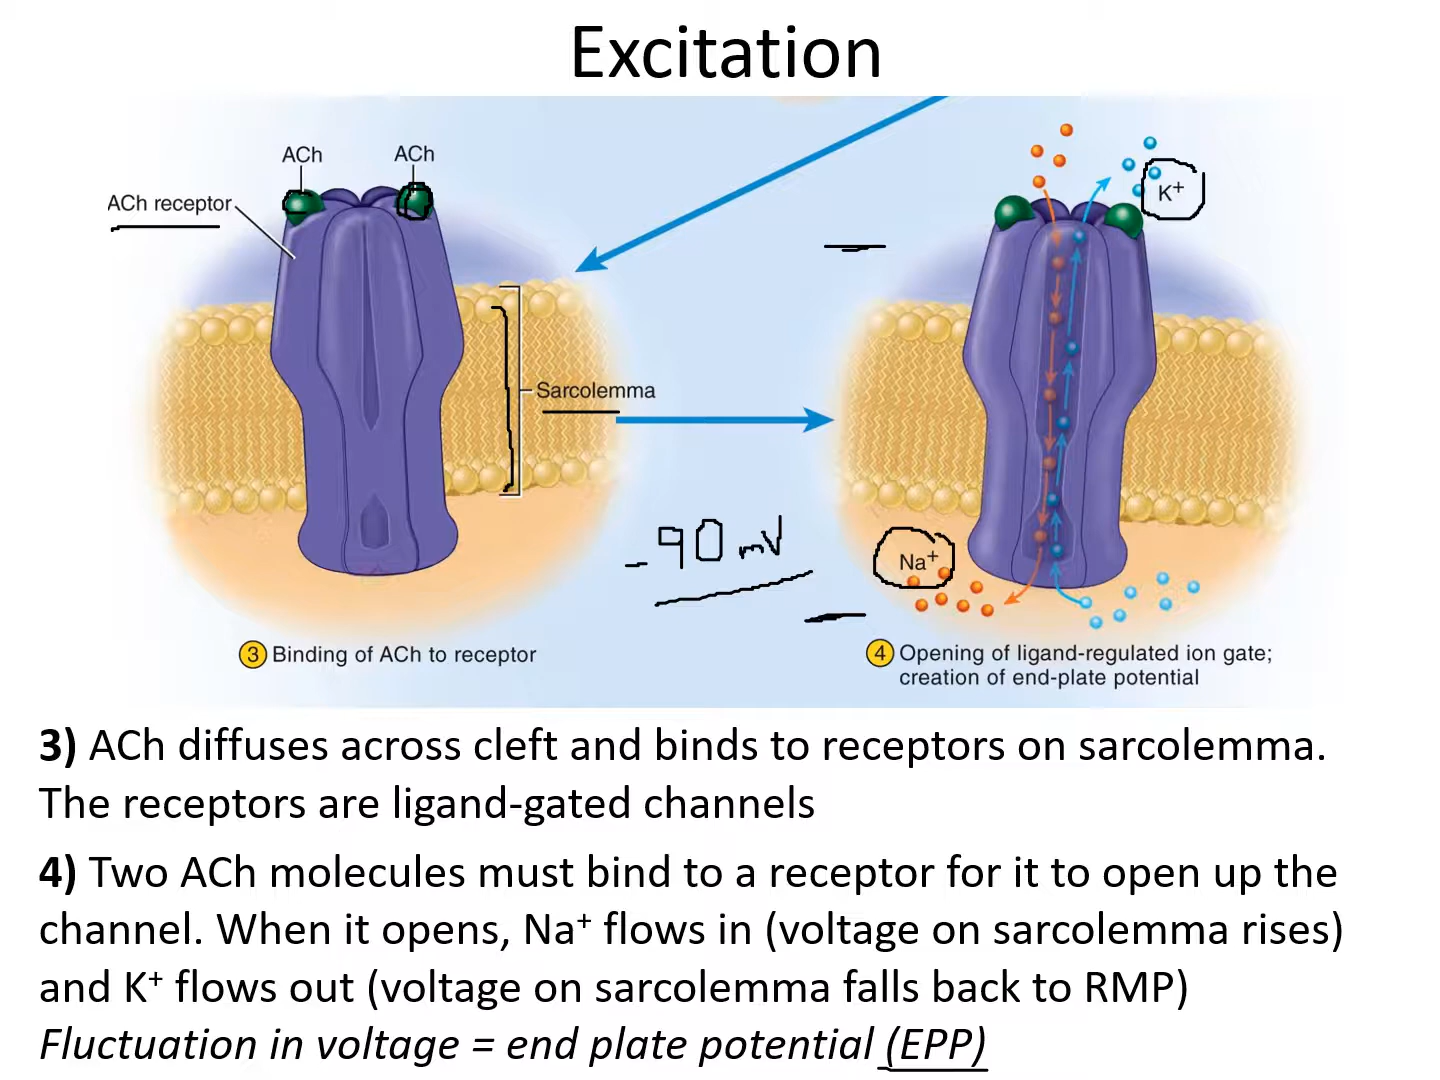 Excitation
ACh
ACh
ACh receptor
K+
Sarcolemma
-90 mV
Na+
3 Binding of ACh to receptor
4 Opening of ligand-regulated ion gate;
creation of end-plate potential
3) ACh diffuses across cleft and binds to receptors on sarcolemma.
The receptors are ligand-gated channels
4) Two ACh molecules must bind to a receptor for it to open up the
channel. When it opens, Na+ flows in (voltage on sarcolemma rises)
and K+ flows out (voltage on sarcolemma falls back to RMP)
Fluctuation in voltage = end plate potential (EPP)